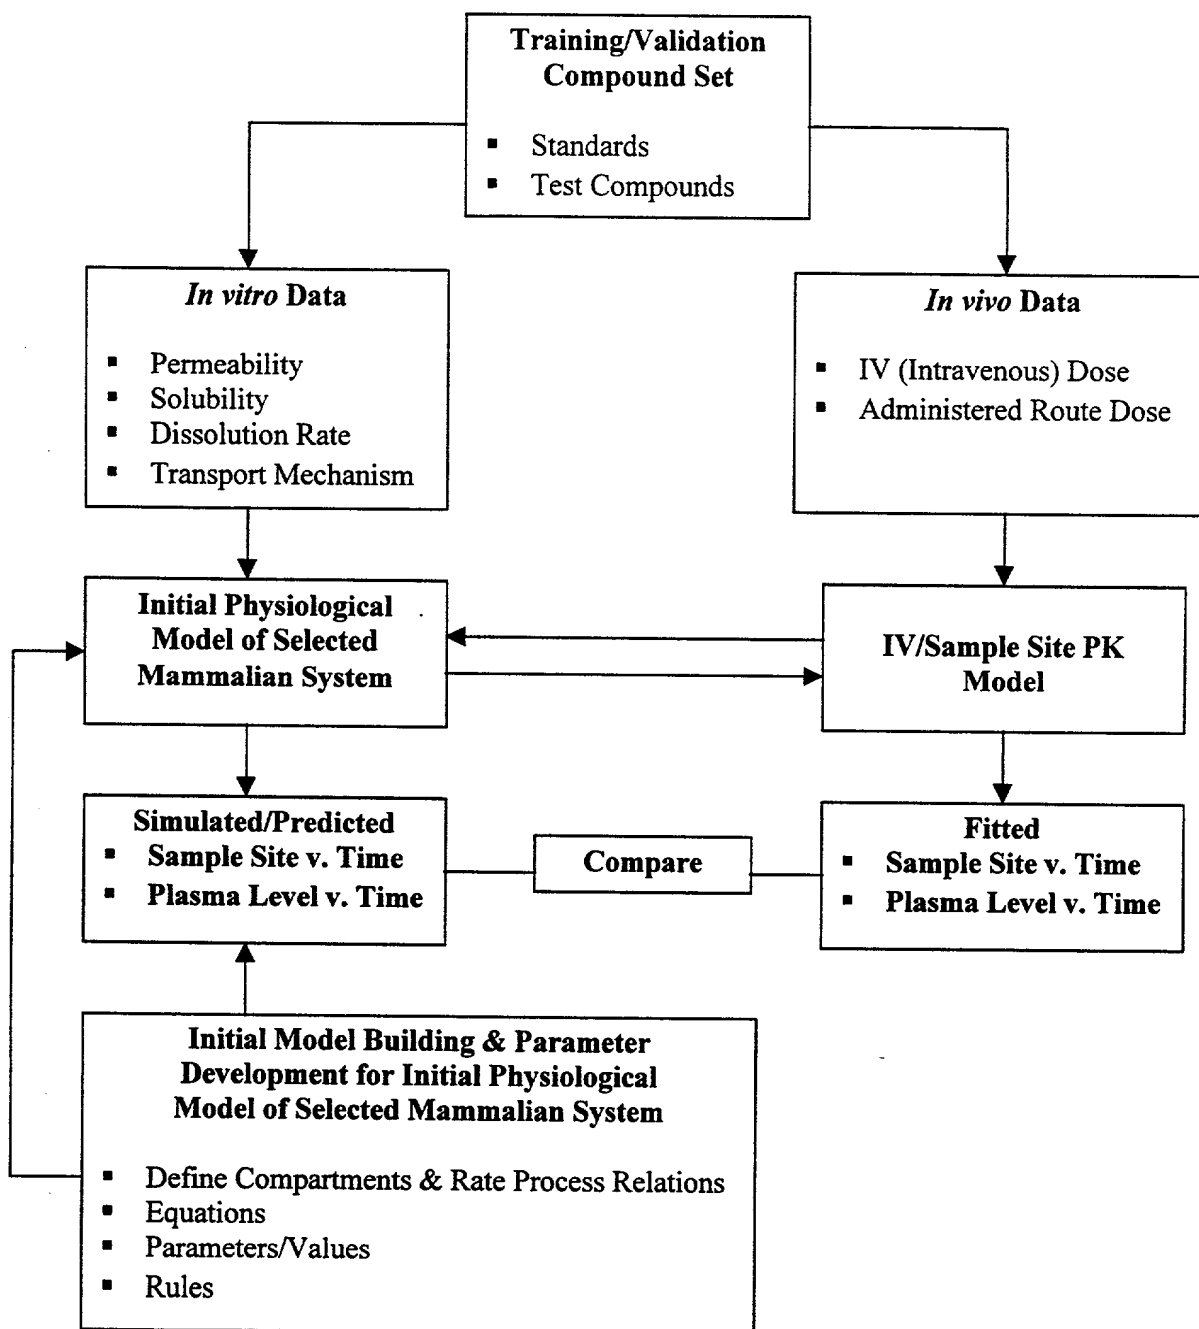 Training/Validation
Compound Set
▪ Standards
▪ Test Compounds
In vitro Data
▪ Permeability
▪ Solubility
▪ Dissolution Rate
▪ Transport Mechanism
In vivo Data
▪ IV (Intravenous) Dose
▪ Administered Route Dose
Initial Physiological
Model of Selected
Mammalian System
IV/Sample Site PK
Model
Simulated/Predicted
▪ Sample Site v. Time
▪ Plasma Level v. Time
Compare
Fitted
▪ Sample Site v. Time
▪ Plasma Level v. Time
Initial Model Building & Parameter
Development for Initial Physiological
Model of Selected Mammalian System
▪ Define Compartments & Rate Process Relations
▪ Equations
▪ Parameters/Values
▪ Rules